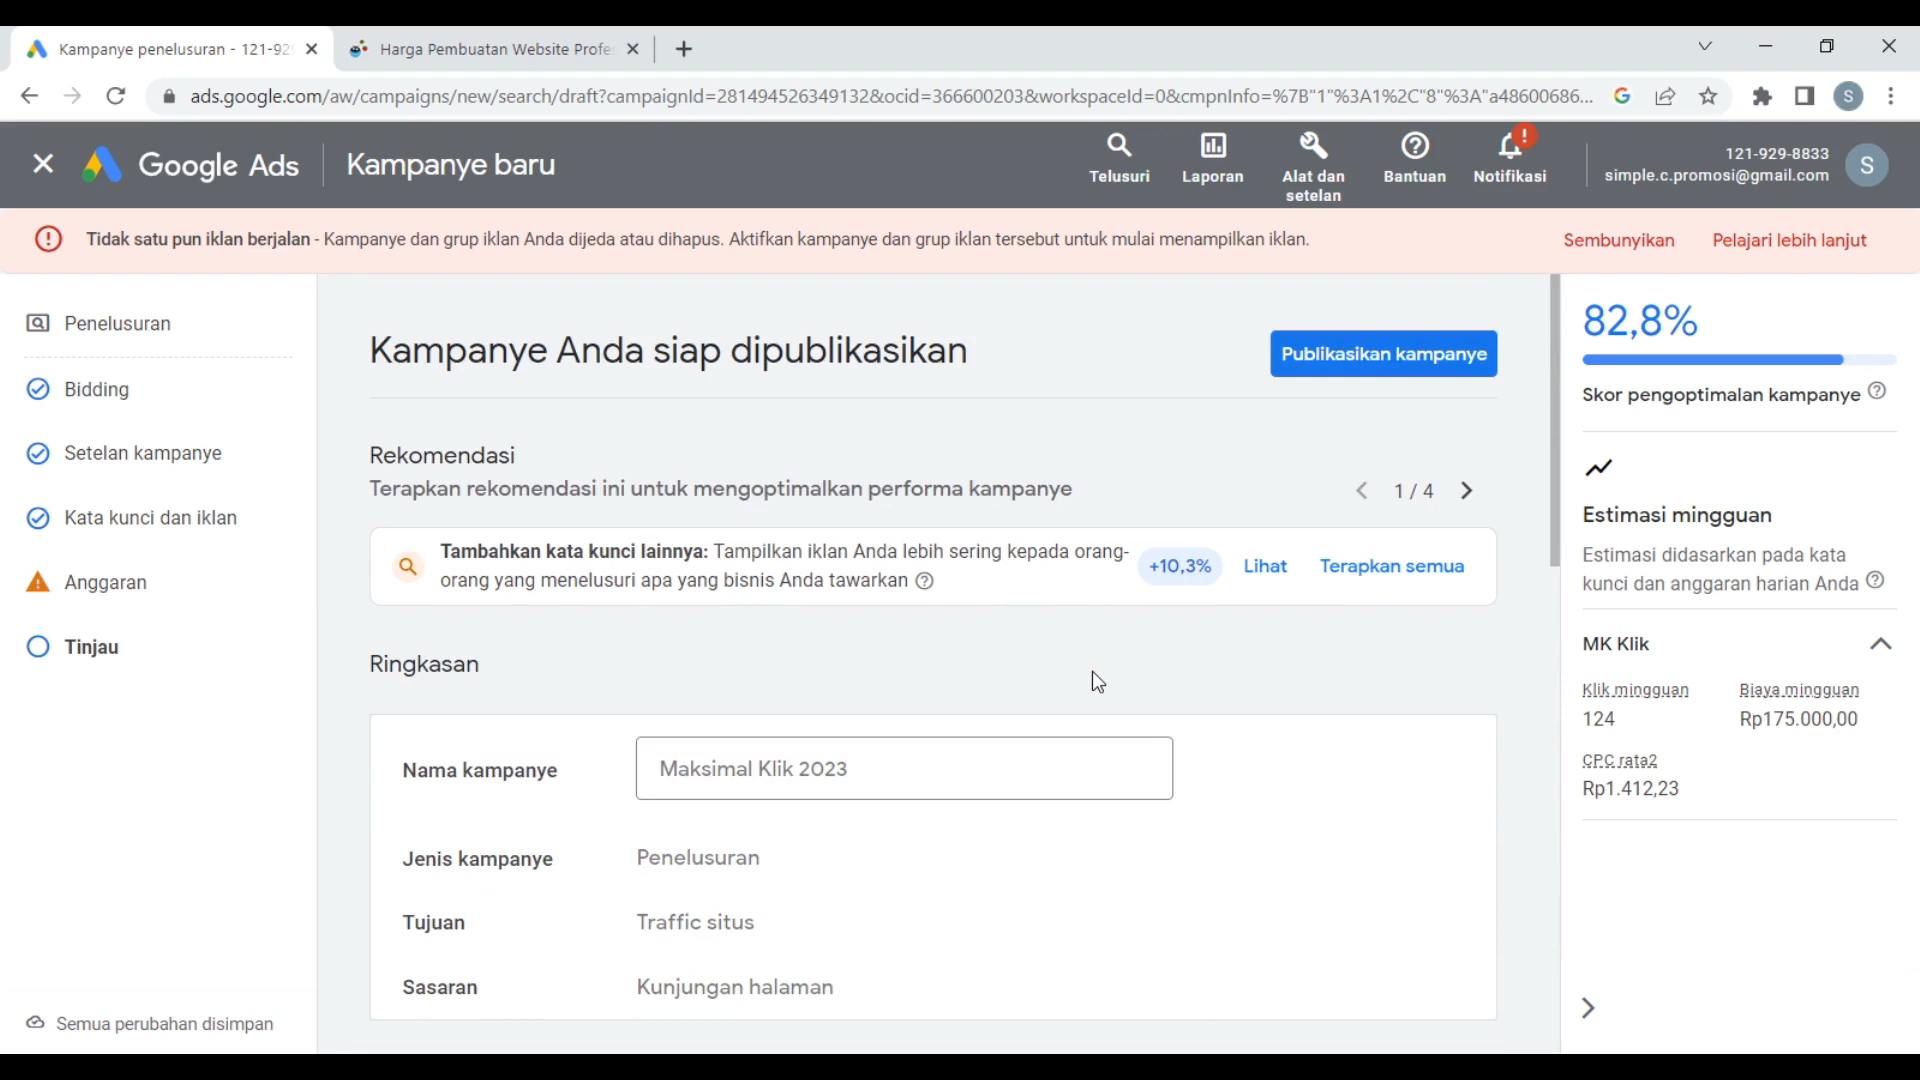 Kampanye penelusuran - 121-92
Harga Pembuatan Website Profe
ads.google.com/aw/campaigns/new/search/draft?campaignId=281494526349132&ocid=366600203&workspaceId=0&cmpnInfo=%7B"1"%3A1%2C"8"%3A"a48600686...
S
Google Ads
Kampanye baru
Telusuri
Laporan
Alat dan setelan
Bantuan
!
Notifikasi
121-929-8833
simple.c.promosi@gmail.com
S
Tidak satu pun iklan berjalan - Kampanye dan grup iklan Anda dijeda atau dihapus. Aktifkan kampanye dan grup iklan tersebut untuk mulai menampilkan iklan.
Sembunyikan
Pelajari lebih lanjut
Penelusuran
Bidding
Setelan kampanye
Kata kunci dan iklan
Anggaran
Tinjau
Semua perubahan disimpan
Kampanye Anda siap dipublikasikan
Publikasikan kampanye
Rekomendasi
Terapkan rekomendasi ini untuk mengoptimalkan performa kampanye
1 / 4
Tambahkan kata kunci lainnya: Tampilkan iklan Anda lebih sering kepada orang-
orang yang menelusuri apa yang bisnis Anda tawarkan
+10,3%
Lihat
Terapkan semua
Ringkasan
Nama kampanye
Maksimal Klik 2023
Jenis kampanye
Penelusuran
Tujuan
Traffic situs
Sasaran
Kunjungan halaman
82,8%
Skor pengoptimalan kampanye
Estimasi mingguan
Estimasi didasarkan pada kata
kunci dan anggaran harian Anda
MK Klik
Klik mingguan
Biaya mingguan
124
Rp175.000,00
CPC rata2
Rp1.412,23